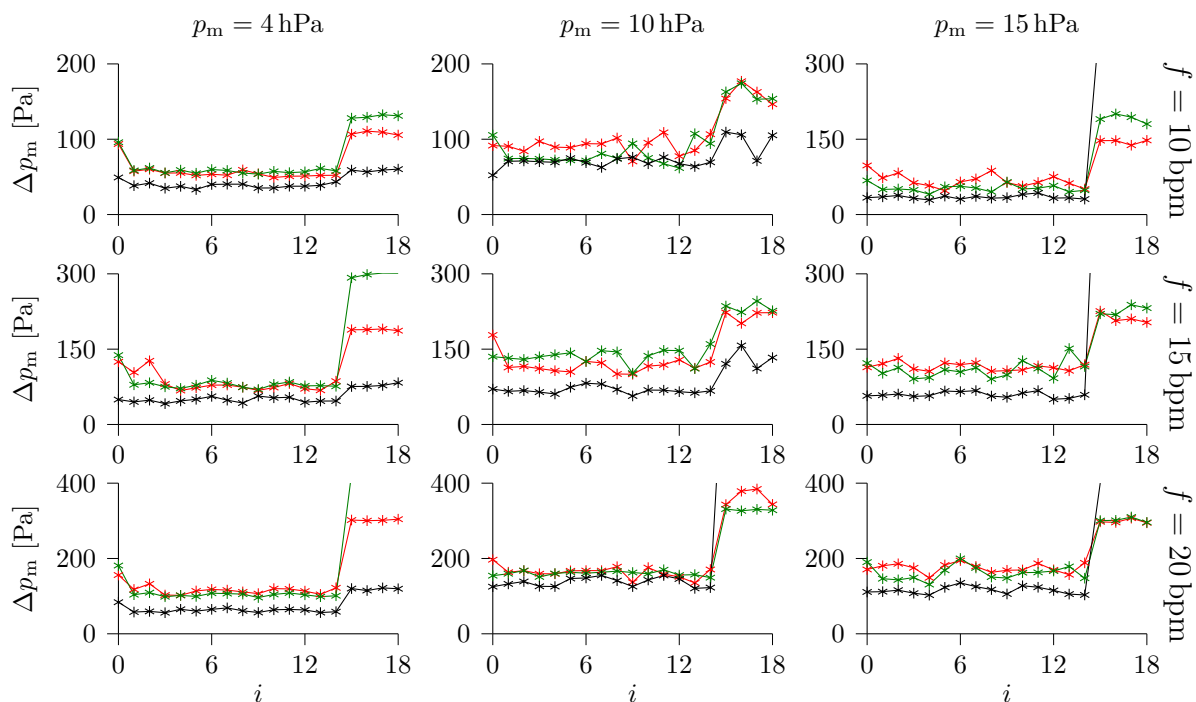 p_m = 4 hPa
p_m = 10 hPa
p_m = 15 hPa
Δp_m [Pa]
200
100
0
0 6 12 18
200
100
0
0 6 12 18
300
150
0
0 6 12 18
f = 10 bpm
Δp_m [Pa]
300
150
0
0 6 12 18
300
150
0
0 6 12 18
300
150
0
0 6 12 18
f = 15 bpm
Δp_m [Pa]
400
200
0
0 6 12 18
i
400
200
0
0 6 12 18
i
400
200
0
0 6 12 18
i
f = 20 bpm